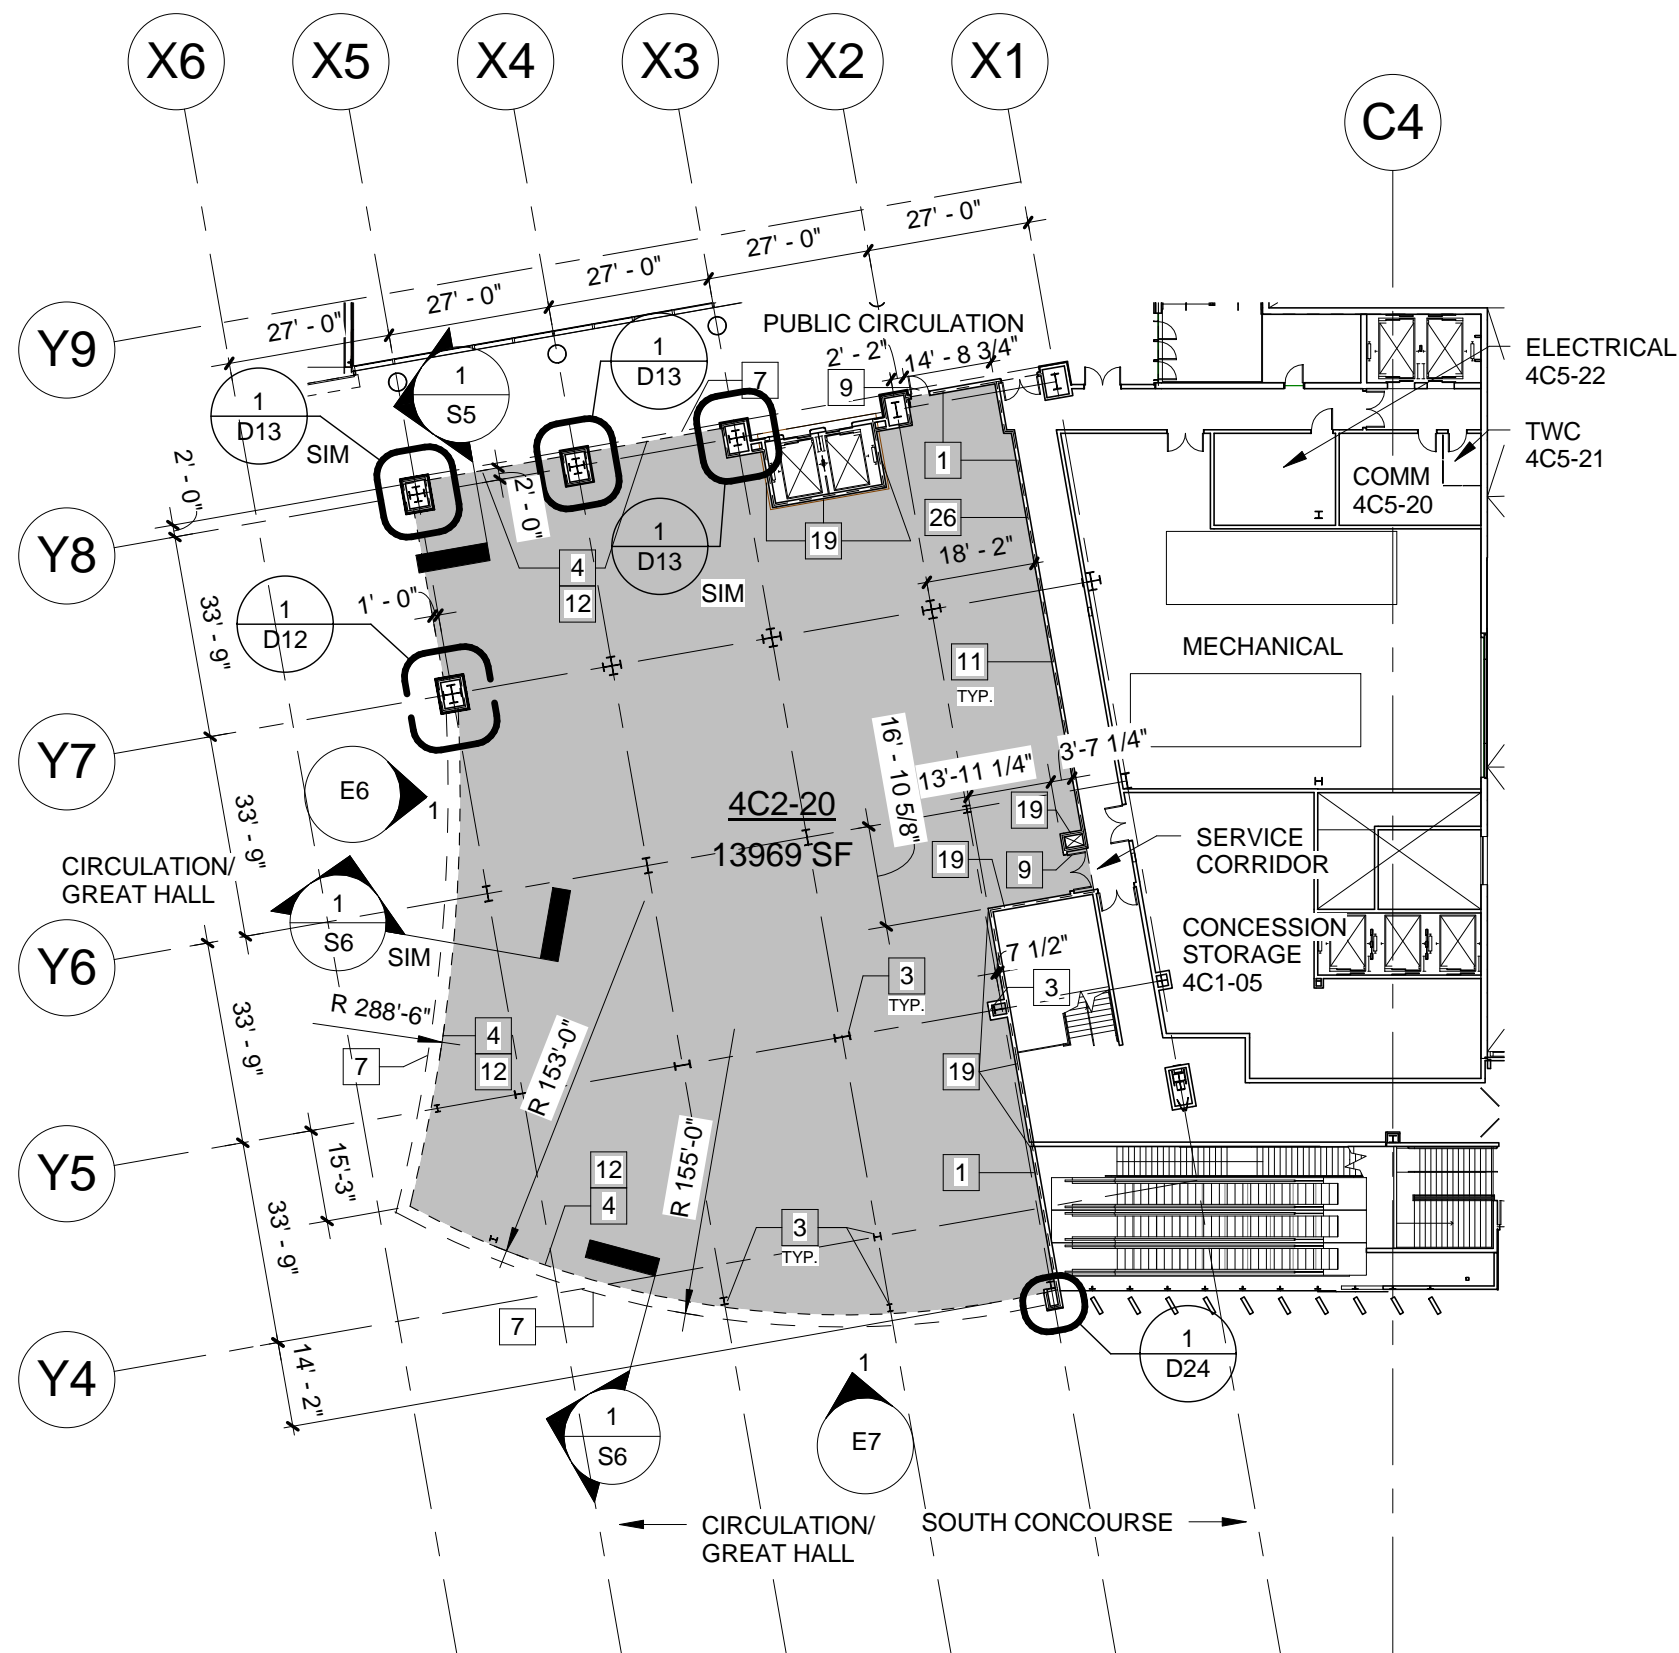 X6
X5
X4
X3
X2
X1
C4
27' - 0"
27' - 0"
27' - 0"
27' - 0"
27' - 0"
Y9
Y8
Y7
Y6
Y5
Y4
PUBLIC CIRCULATION
2' - 2"
14' - 8 3/4"
1
D13
SIM
1
S5
1
D13
7
9
ELECTRICAL
4C5-22
TWC
4C5-21
COMM
4C5-20
2' - 0"
2' - 0"
1
D13
SIM
19
1
26
18' - 2"
4
12
1' - 0"
1
D12
33' - 9"
MECHANICAL
11
TYP.
16' - 10 5/8"
13'-11 1/4"
3'-7 1/4"
E6
1
4C2-20
13969 SF
19
19
9
SERVICE
CORRIDOR
33' - 9"
CIRCULATION/
GREAT HALL
1
S6
SIM
CONCESSION
STORAGE
4C1-05
7 1/2"
3
3
TYP.
R 288'-6"
4
12
7
33' - 9"
R 153'-0"
19
R 155'-0"
15'-3"
12
4
1
3
TYP.
33' - 9"
7
14' - 2"
1
D24
1
S6
1
E7
CIRCULATION/
GREAT HALL
SOUTH CONCOURSE